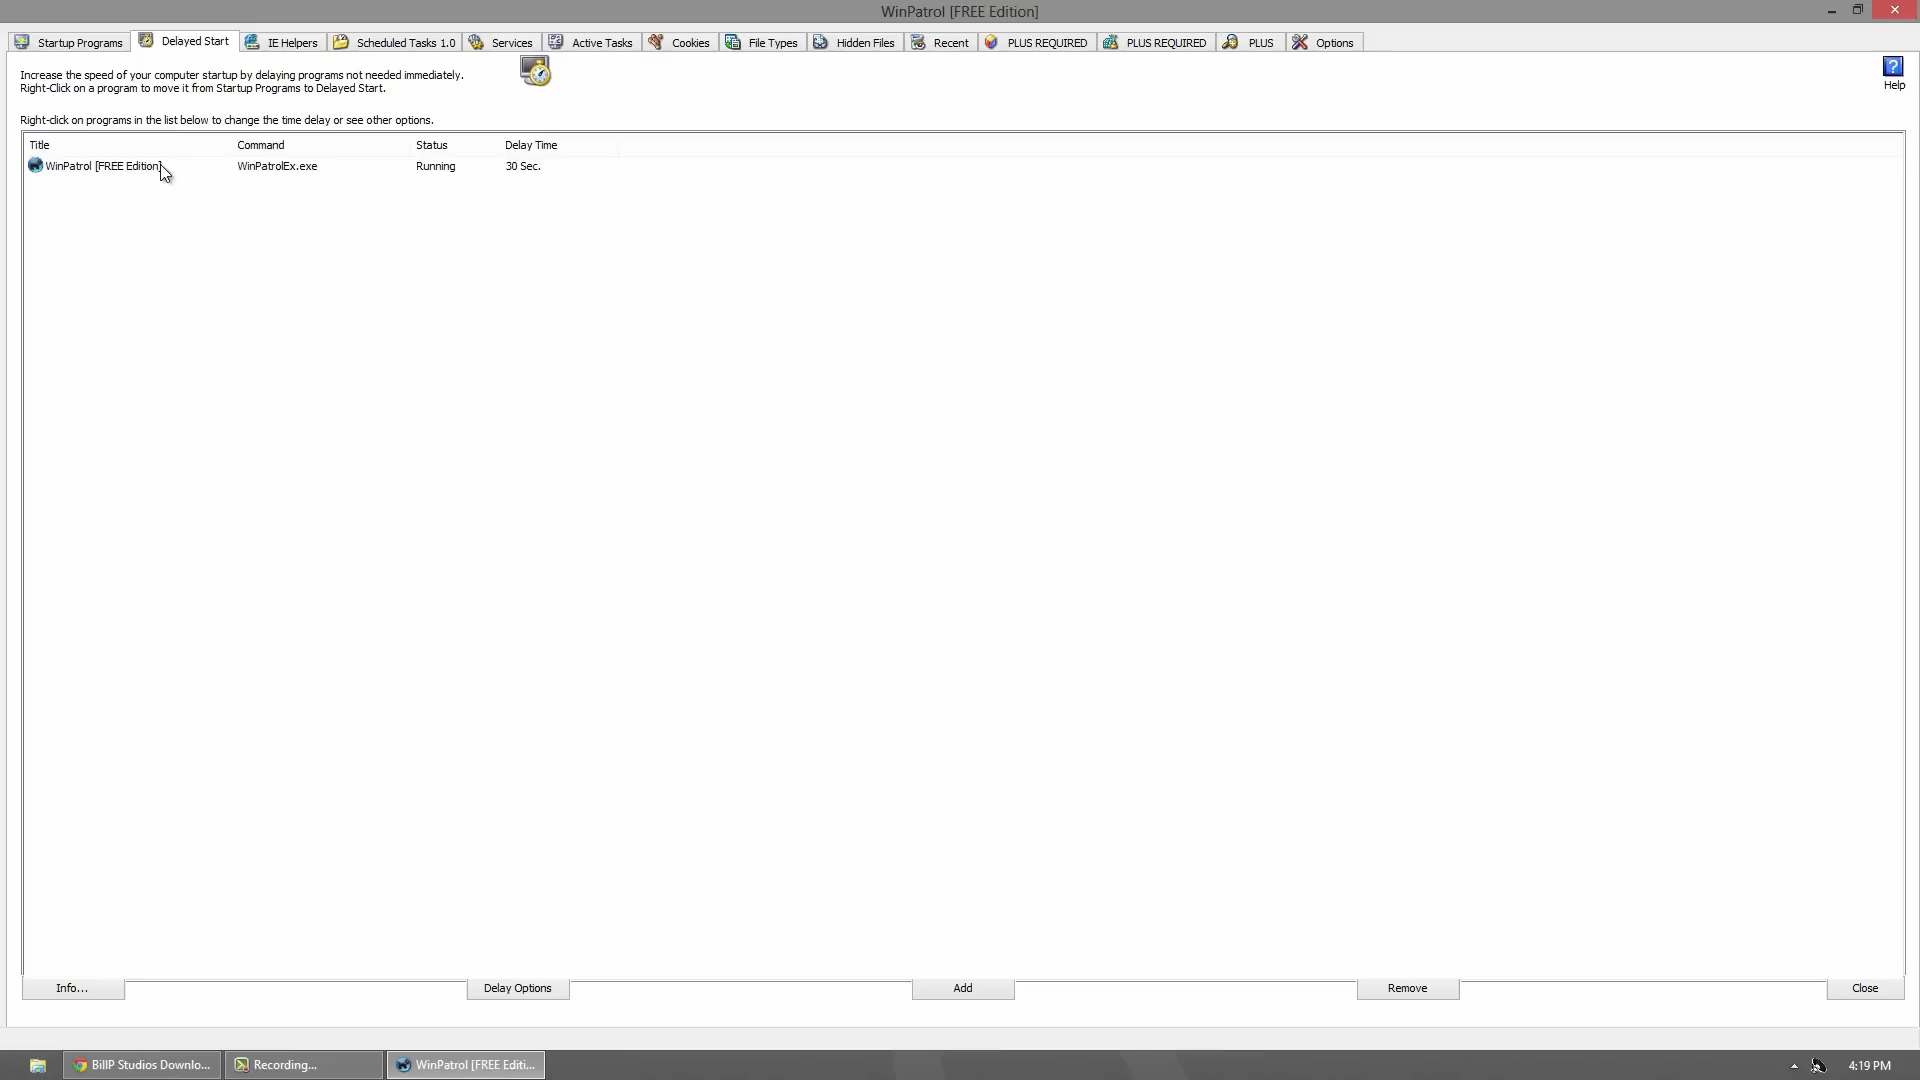 WinPatrol [FREE Edition]
Startup Programs Delayed Start IE Helpers Scheduled Tasks 1.0 Services Active Tasks Cookies File Types Hidden Files Recent PLUS REQUIRED PLUS REQUIRED PLUS Options
Increase the speed of your computer startup by delaying programs not needed immediately.
Right-Click on a program to move it from Startup Programs to Delayed Start.
?
Help
Right-click on programs in the list below to change the time delay or see other options.
Title Command Status Delay Time
WinPatrol [FREE Edition] WinPatrolEx.exe Running 30 Sec.
Info... Delay Options Add Remove Close
BillP Studios Downlo... Recording... WinPatrol [FREE Editi... 4:19 PM